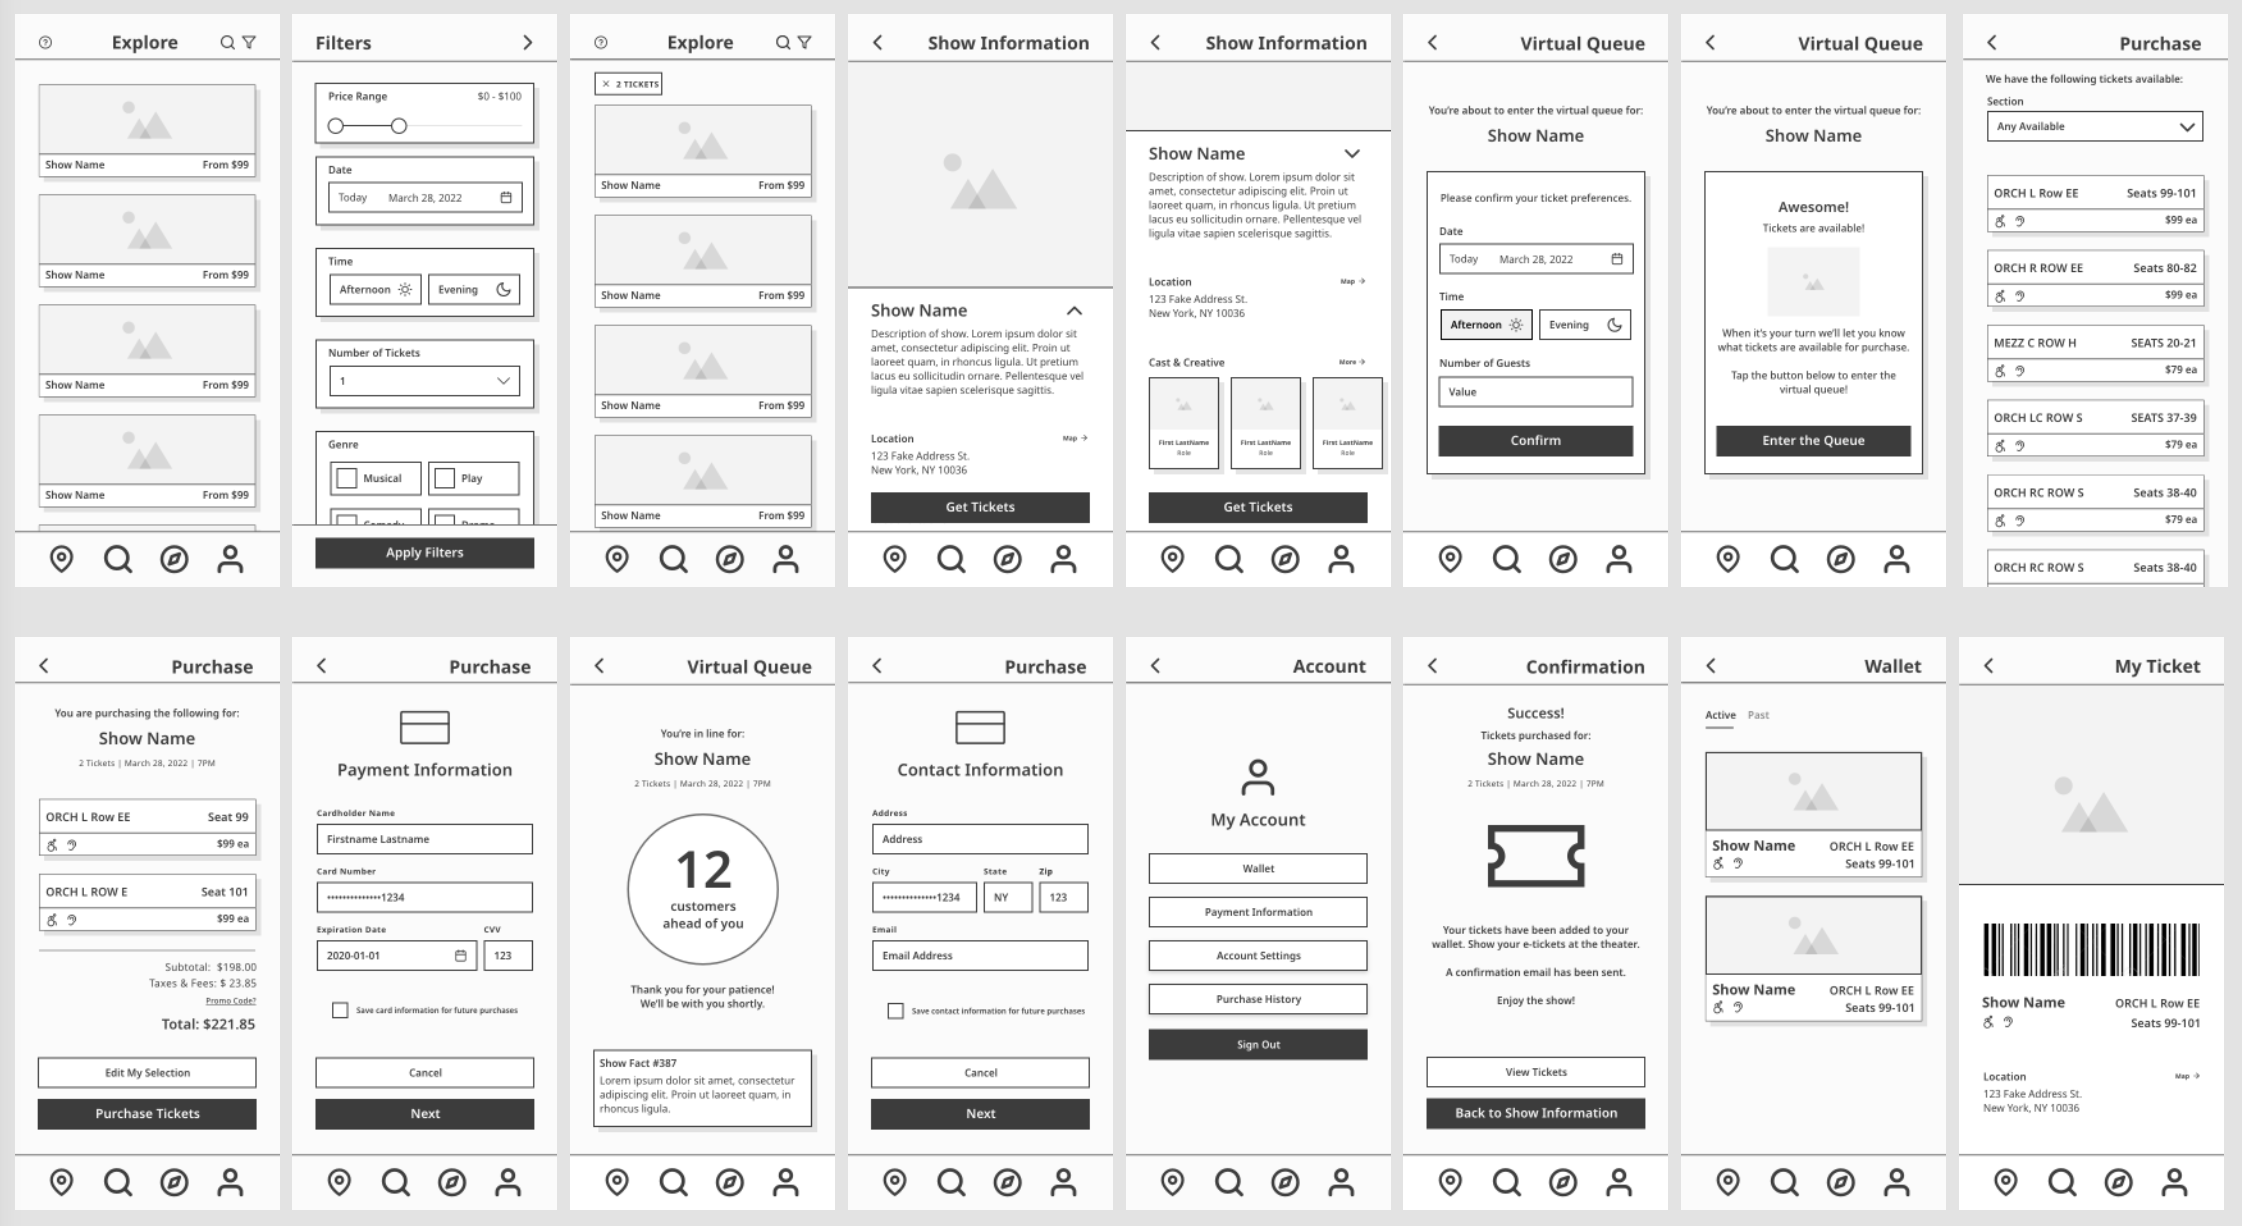 Explore
Show Name From $99
Show Name From $99
Show Name From $99
Show Name From $99
Filters
Price Range $0 - $100
Date
Today March 28, 2022
Time
Afternoon Evening
Number of Tickets
1
Genre
Musical Play
Comedy Drama
Apply Filters
Explore
× 2 TICKETS
Show Name From $99
Show Name From $99
Show Name From $99
Show Name From $99
Show Information
Show Name
Description of show. Lorem ipsum dolor sit
amet, consectetur adipiscing elit. Proin ut
laoreet quam, in rhoncus ligula. Ut pretium
lacus eu sollicitudin ornare. Pellentesque vel
ligula vitae sapien scelerisque sagittis.
Location Map →
123 Fake Address St.
New York, NY 10036
Get Tickets
Show Information
Show Name
Description of show. Lorem ipsum dolor sit
amet, consectetur adipiscing elit. Proin ut
laoreet quam, in rhoncus ligula. Ut pretium
lacus eu sollicitudin ornare. Pellentesque vel
ligula vitae sapien scelerisque sagittis.
Location Map →
123 Fake Address St.
New York, NY 10036
Cast & Creative More →
First LastName First LastName First LastName
Role Role Role
Get Tickets
Virtual Queue
You're about to enter the virtual queue for:
Show Name
Please confirm your ticket preferences.
Date
Today March 28, 2022
Time
Afternoon Evening
Number of Guests
Value
Confirm
Virtual Queue
You're about to enter the virtual queue for:
Show Name
Awesome!
Tickets are available!
When it's your turn we'll let you know
what tickets are available for purchase.
Tap the button below to enter the
virtual queue!
Enter the Queue
Purchase
We have the following tickets available:
Section
Any Available
ORCH L Row EE Seats 99-101
$99 ea
ORCH R ROW EE Seats 80-82
$99 ea
MEZZ C ROW H SEATS 20-21
$79 ea
ORCH LC ROW S SEATS 37-39
$79 ea
ORCH RC ROW S Seats 38-40
$79 ea
ORCH RC ROW S Seats 38-40
Purchase
You are purchasing the following for:
Show Name
2 Tickets | March 28, 2022 | 7PM
ORCH L Row EE Seat 99
$99 ea
ORCH L ROW E Seat 101
$99 ea
Subtotal: $198.00
Taxes & Fees: $ 23.85
Promo Code?
Total: $221.85
Edit My Selection
Purchase Tickets
Purchase
Payment Information
Cardholder Name
Firstname Lastname
Card Number
••••••••••••••1234
Expiration Date CVV
2020-01-01 123
Save card information for future purchases
Cancel
Next
Virtual Queue
You're in line for:
Show Name
2 Tickets | March 28, 2022 | 7PM
12
customers
ahead of you
Thank you for your patience!
We'll be with you shortly.
Show Fact #387
Lorem ipsum dolor sit amet, consectetur
adipiscing elit. Proin ut laoreet quam, in
rhoncus ligula.
Purchase
Contact Information
Address
Address
City State Zip
••••••••••••••1234 NY 123
Email
Email Address
Save contact information for future purchases
Cancel
Next
Account
My Account
Wallet
Payment Information
Account Settings
Purchase History
Sign Out
Confirmation
Success!
Tickets purchased for:
Show Name
2 Tickets | March 28, 2022 | 7PM
Your tickets have been added to your
wallet. Show your e-tickets at the theater.
A confirmation email has been sent.
Enjoy the show!
View Tickets
Back to Show Information
Wallet
Active Past
Show Name ORCH L Row EE
Seats 99-101
Show Name ORCH L Row EE
Seats 99-101
My Ticket
Show Name ORCH L Row EE
Seats 99-101
Location Map →
123 Fake Address St.
New York, NY 10036